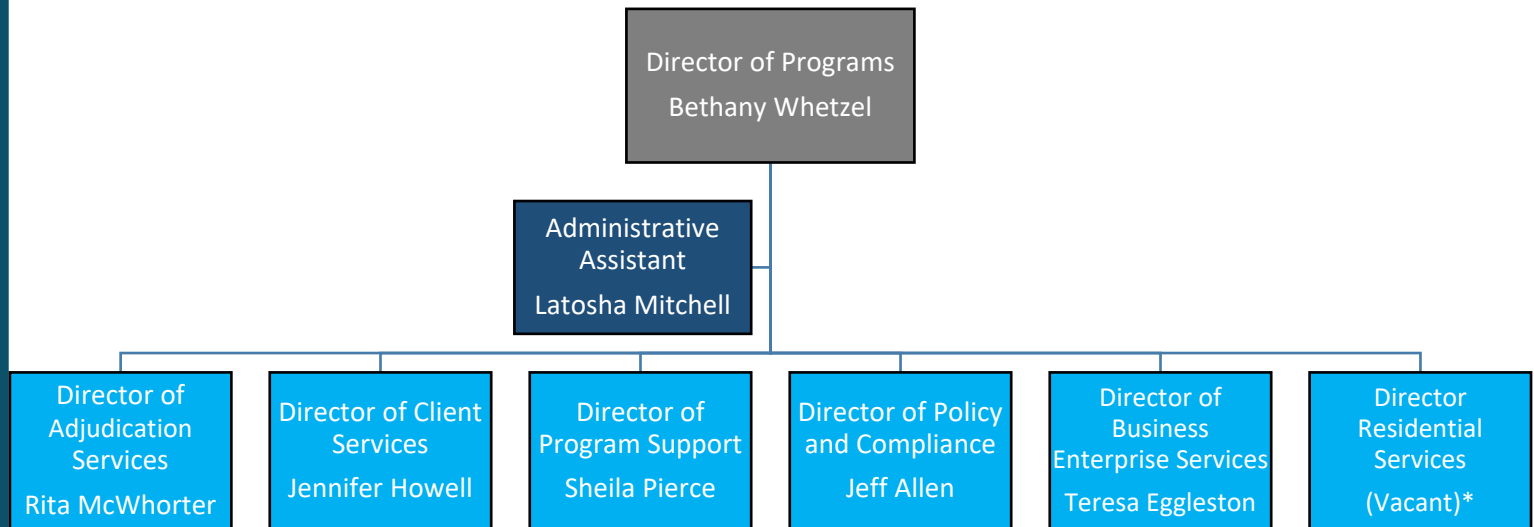 Director of Programs
Bethany Whetzel
Administrative
Assistant
Latosha Mitchell
Director of
Adjudication
Services
Rita McWhorter
Director of Client
Services
Jennifer Howell
Director of
Program Support
Sheila Pierce
Director of Policy
and Compliance
Jeff Allen
Director of
Business
Enterprise Services
Teresa Eggleston
Director
Residential
Services
(Vacant)*